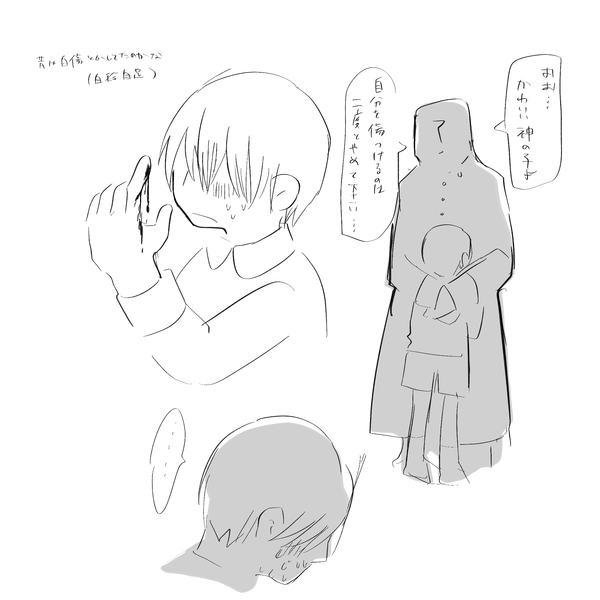 昔は自傷とかしてたのかな
(自給自足)
おお…
かわいい神の子よ
自分を傷つけるのは
二度とやめて下さい…
?
……